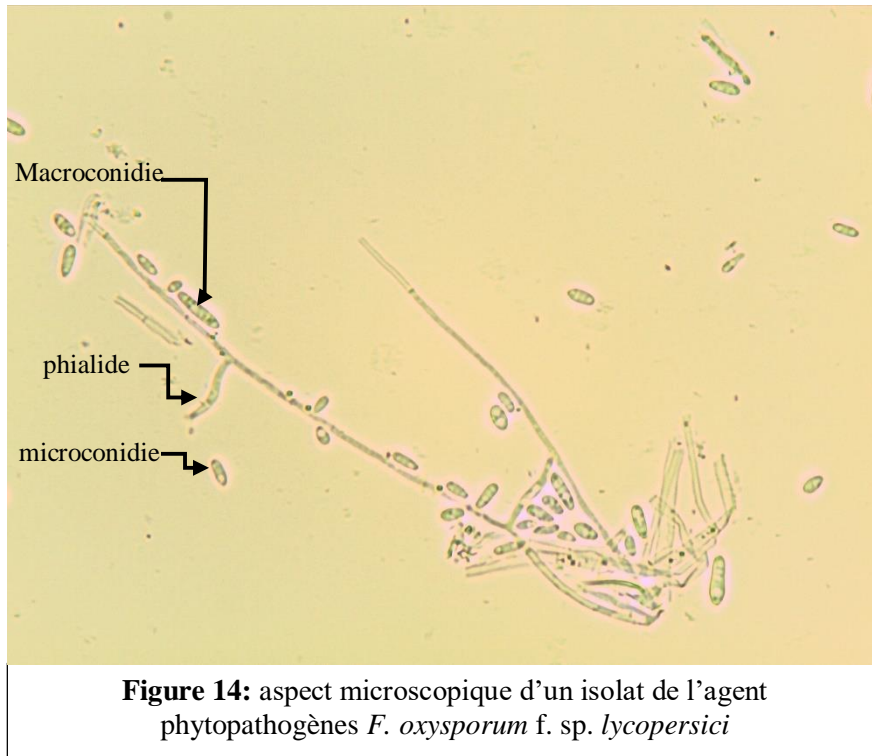 Macroconidie
phialide
microconidie
Figure 14: aspect microscopique d’un isolat de l’agent
phytopathogènes F. oxysporum f. sp. lycopersici